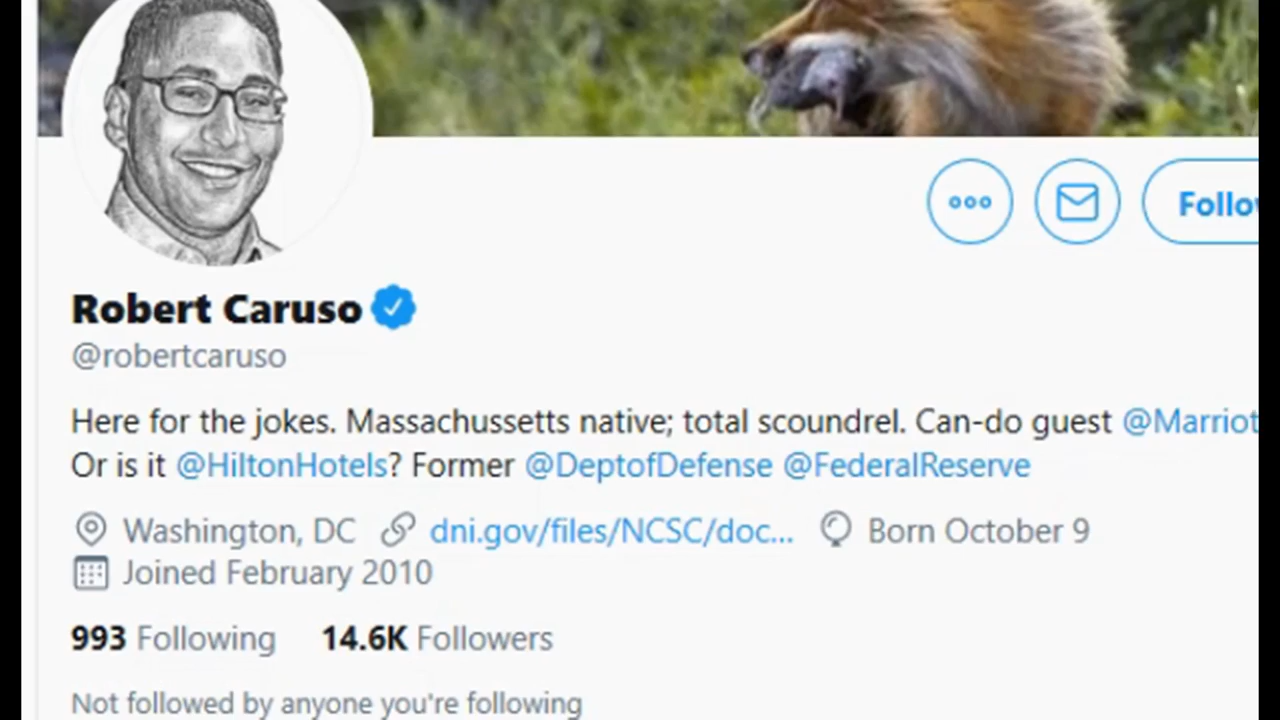 Follow
Robert Caruso
@robertcaruso
Here for the jokes. Massachussetts native; total scoundrel. Can-do guest @Marriot
Or is it @HiltonHotels? Former @DeptofDefense @FederalReserve
Washington, DC dni.gov/files/NCSC/doc... Born October 9
Joined February 2010
993 Following 14.6K Followers
Not followed by anyone you're following